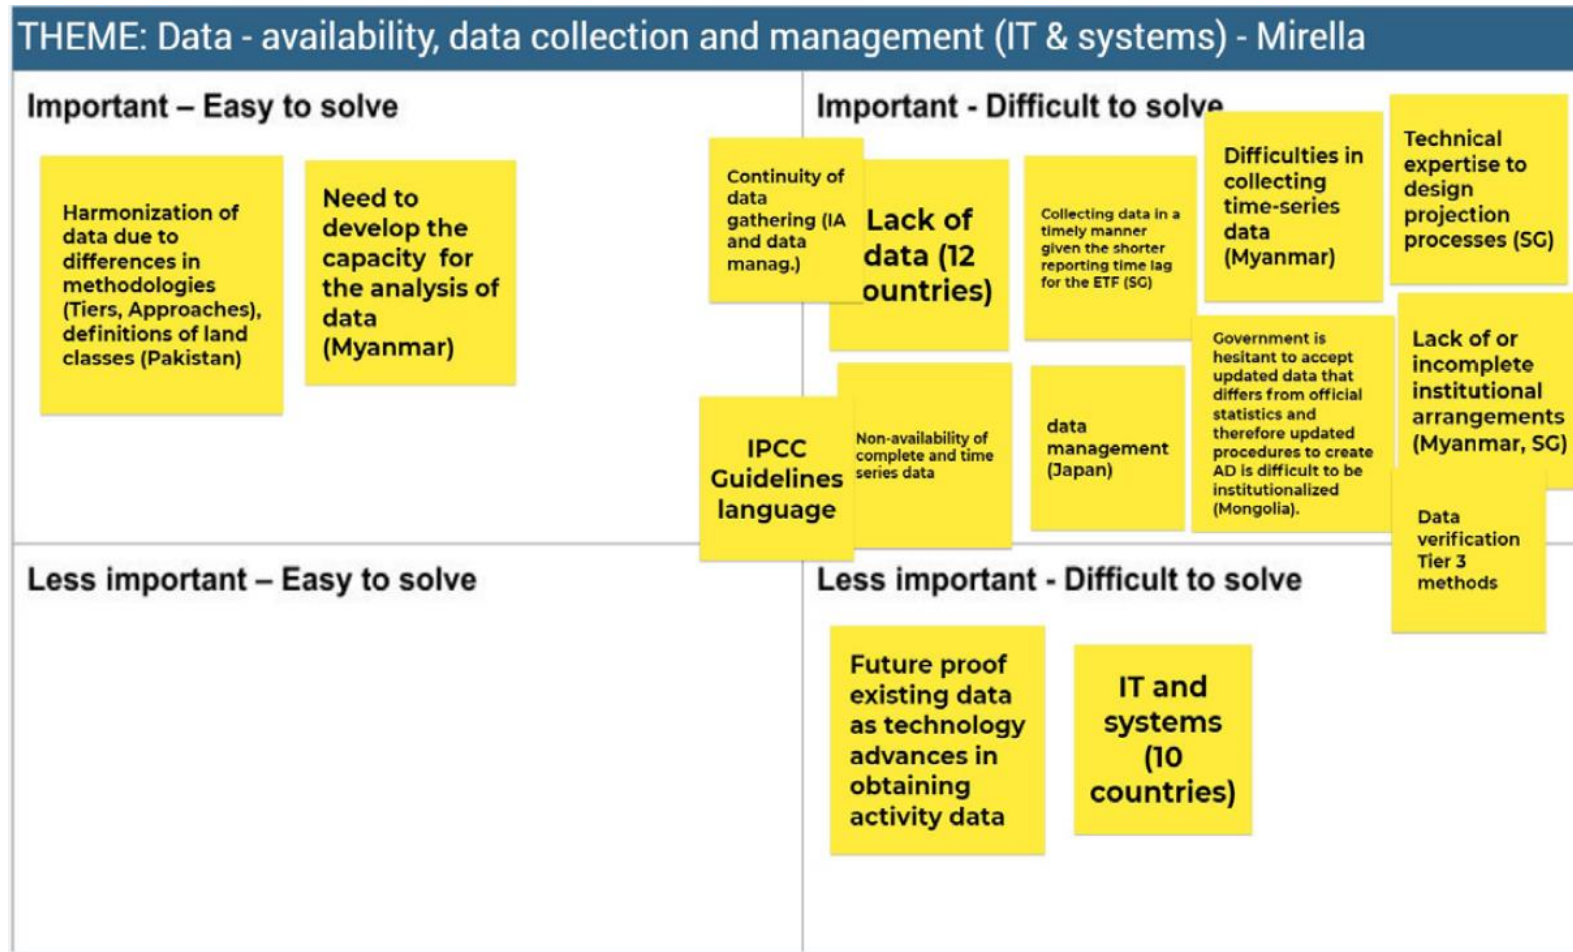 THEME: Data - availability, data collection and management (IT & systems) - Mirella
Important – Easy to solve
Harmonization of
data due to
differences in
methodologies
(Tiers, Approaches),
definitions of land
classes (Pakistan)
Need to
develop the
capacity for
the analysis of
data
(Myanmar)
Important - Difficult to solve
Continuity of
data
gathering (IA
and data
manag.)
Lack of
data (12
ountries)
Collecting data in a
timely manner
given the shorter
reporting time lag
for the ETF (SG)
Difficulties in
collecting
time-series
data
(Myanmar)
Technical
expertise to
design
projection
processes (SG)
IPCC
Guidelines
language
Non-availability of
complete and time
series data
data
management
(Japan)
Government is
hesitant to accept
updated data that
differs from official
statistics and
therefore updated
procedures to create
AD is difficult to be
institutionalized
(Mongolia).
Lack of or
incomplete
institutional
arrangements
(Myanmar, SG)
Data
verification
Tier 3
methods
Less important – Easy to solve
Less important - Difficult to solve
Future proof
existing data
as technology
advances in
obtaining
activity data
IT and
systems
(10
countries)